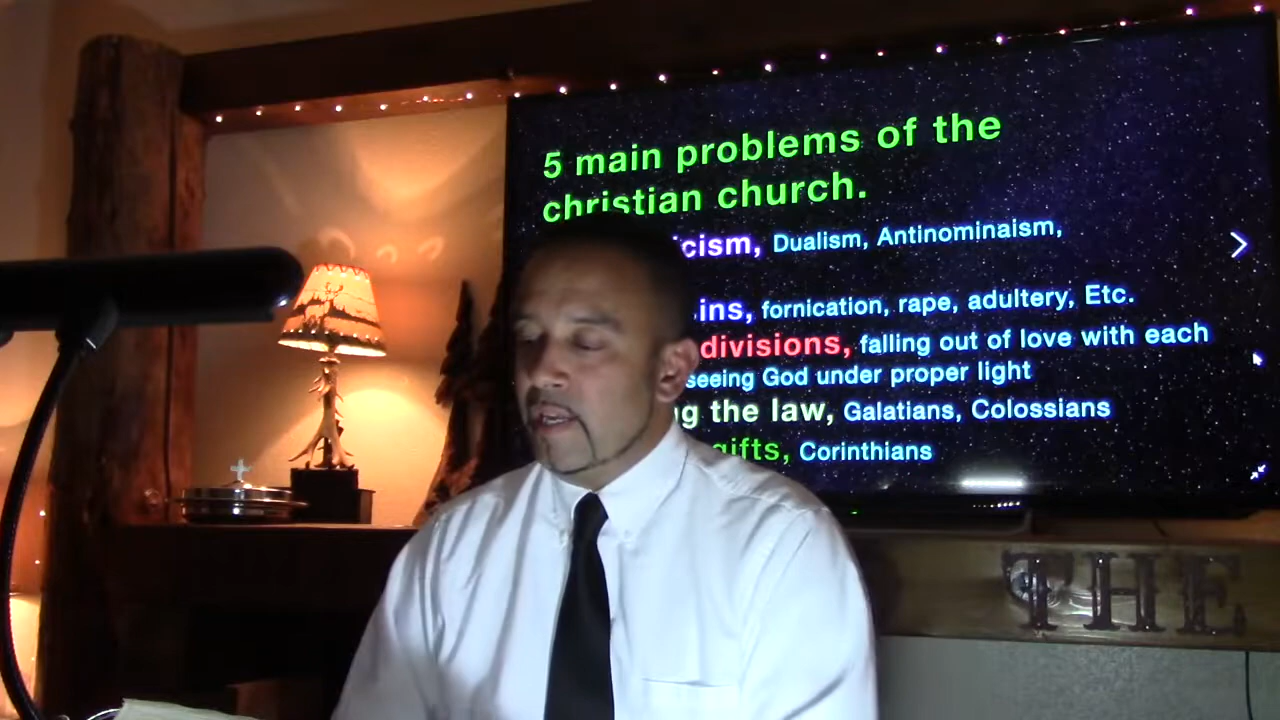 5 main problems of the
christian church.
cism, Dualism, Antinominaism,
ins, fornication, rape, adultery, Etc.
divisions, falling out of love with each
seeing God under proper light
g the law, Galatians, Colossians
gifts, Corinthians
THE